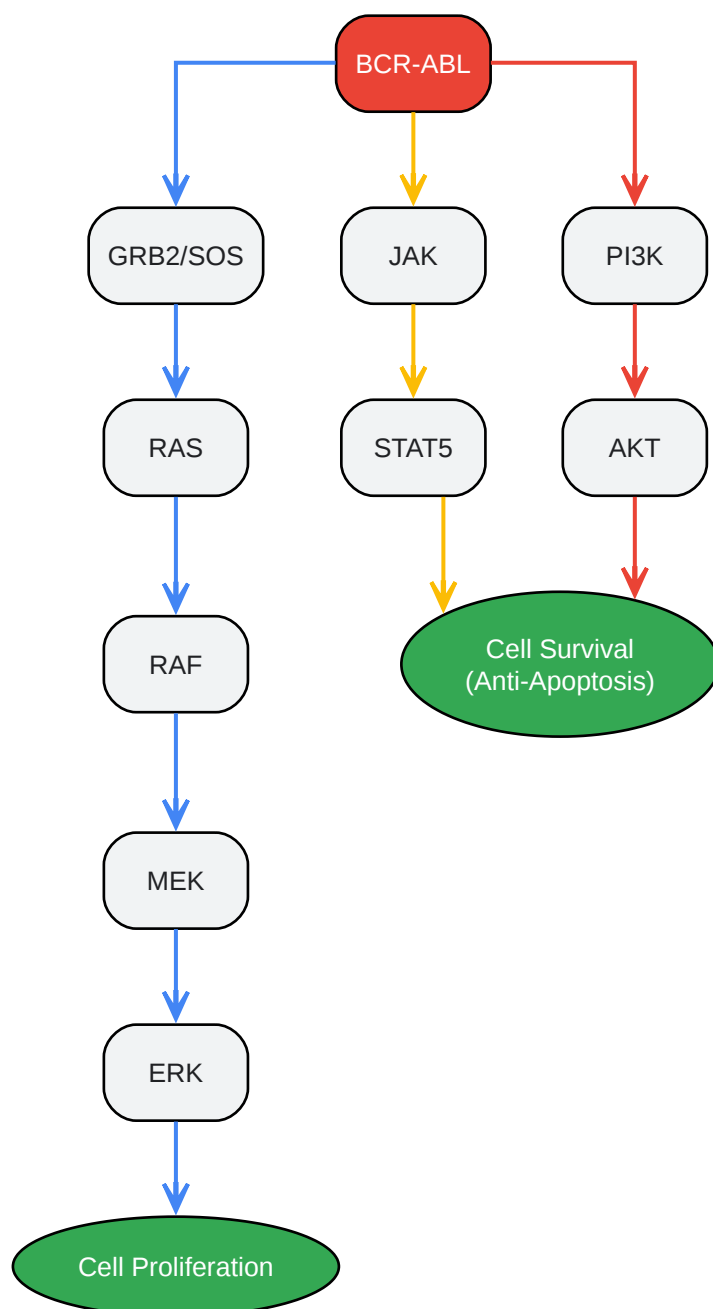 BCR-ABL
GRB2/SOS
JAK
PI3K
RAS
STAT5
AKT
RAF
Cell Survival
(Anti-Apoptosis)
MEK
ERK
Cell Proliferation